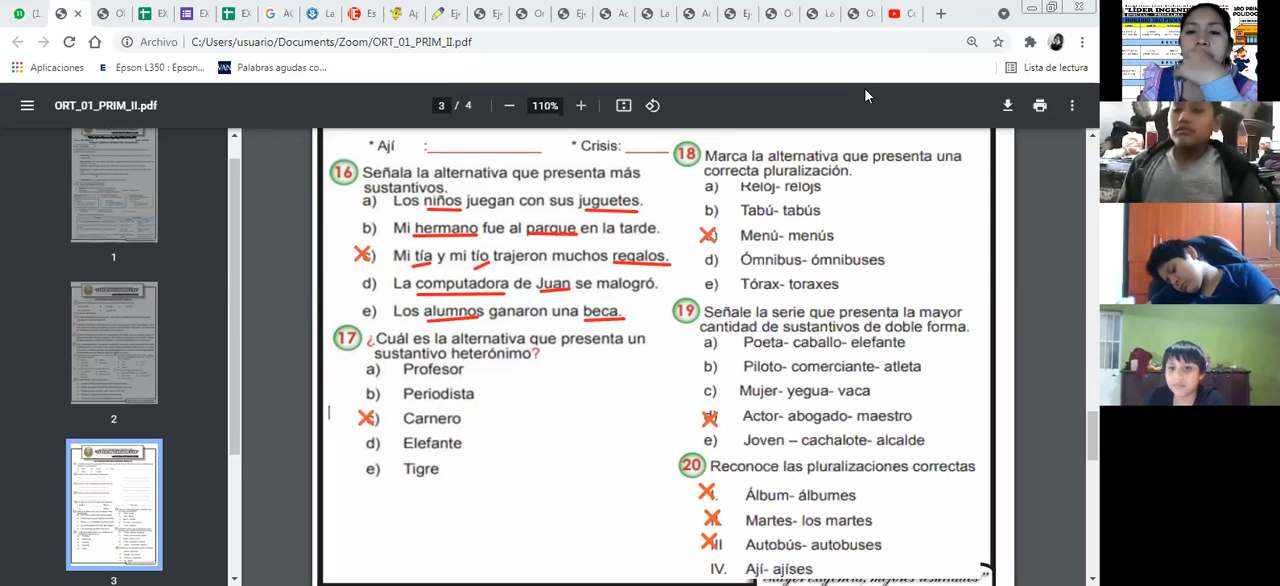 Archivo
C:/Users/usuario/Documents/Zoom/ORT_01_PRIM_II.pdf
Aplicaciones
Epson L350 : Epson...
Palabras agudas co...
Lista de lectura
ORT_01_PRIM_II.pdf
3 / 4
110%
1
2
3
* Ají :
* Crisis:
16 Señala la alternativa que presenta más
sustantivos.
a) Los niños juegan con sus juguetes.
b) Mi hermano fue al parque en la tarde.
c) Mi tía y mi tío trajeron muchos regalos.
d) La computadora de Juan se malogró.
e) Los alumnos ganaron una beca.
17 ¿Cuál es la alternativa que presenta un
sustantivo heterónimo?
a) Profesor
b) Periodista
c) Carnero
d) Elefante
e) Tigre
18 Marca la alternativa que presenta una
correcta pluralización.
a) Reloj- relojs
b) Tabú- tabús
c) Menú- menús
d) Ómnibus- ómnibuses
e) Tórax- toraxes
19 Señale la serie que presenta la mayor
cantidad de sustantivos de doble forma.
a) Poeta- caballo- elefante
b) Piloto- comerciante- atleta
c) Mujer- yegua- vaca
d) Actor- abogado- maestro
e) Joven – cachalote- alcalde
20 Reconoce las pluralizaciones correctas
I. Álbum- álbumes
II. Martes- los martes
III Autobús- autobuses
IV. Ají- ajíses